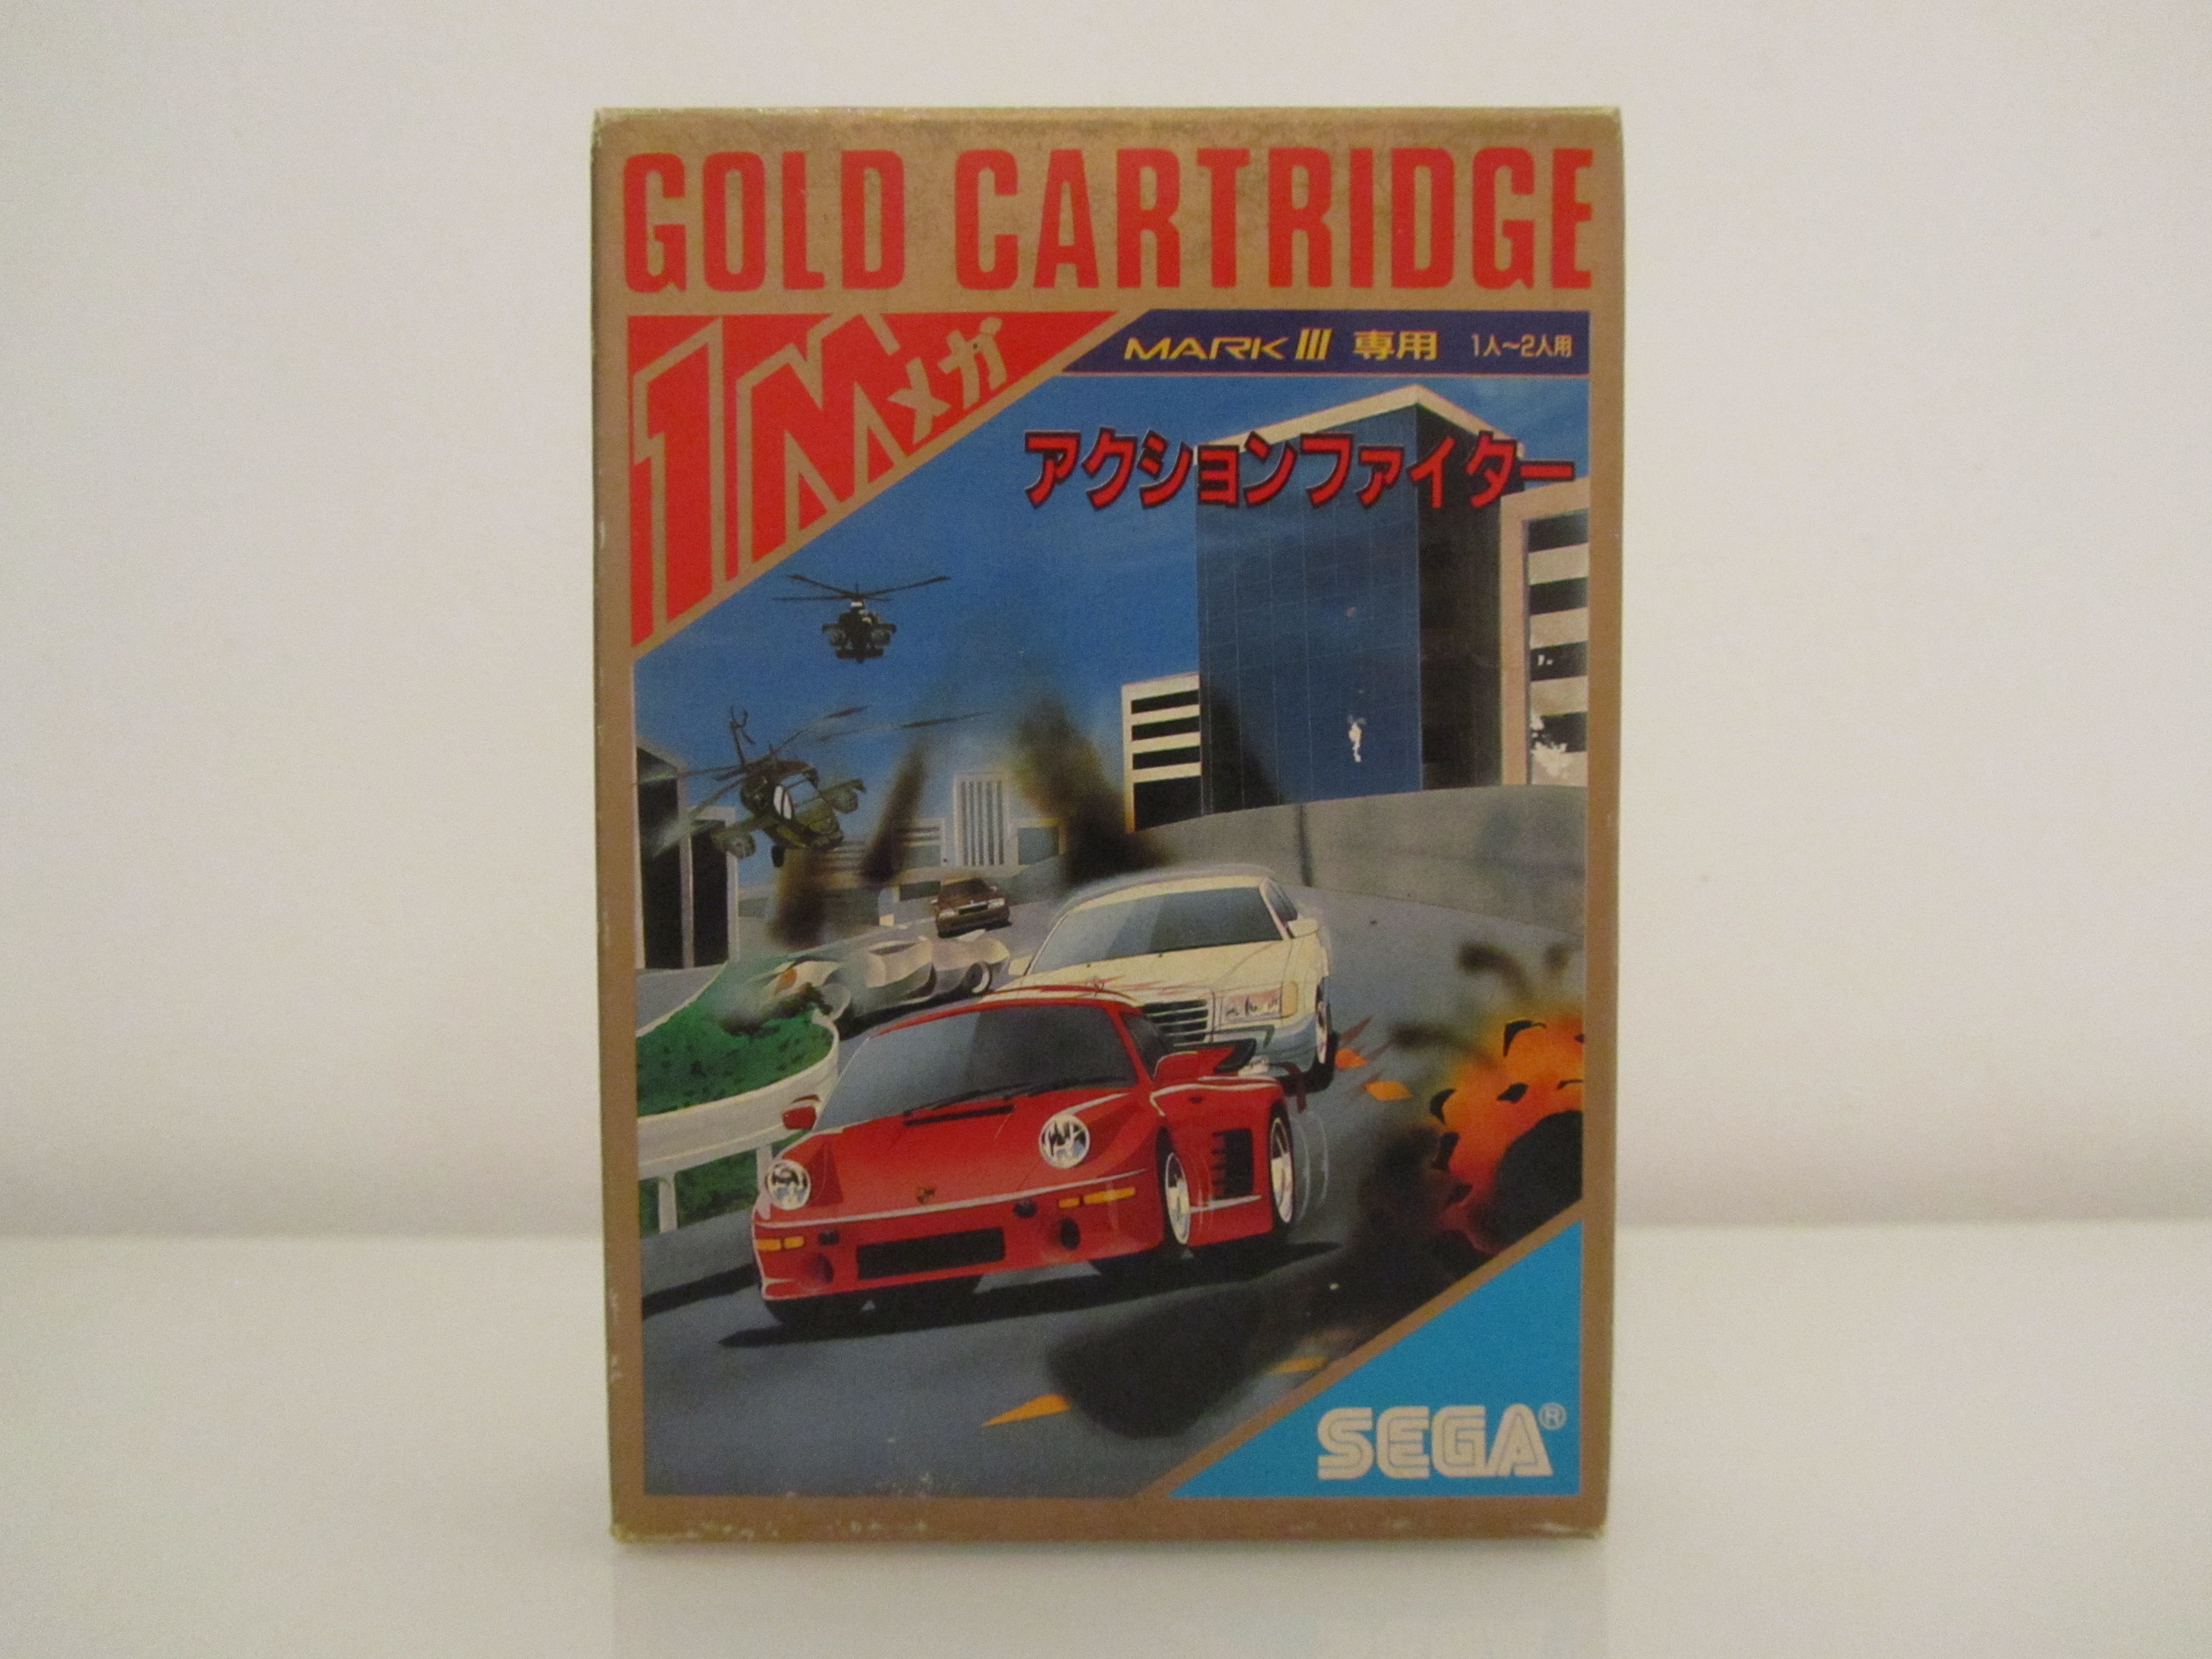 GOLD CARTRIDGE
1Mメガ
MARK III 専用 1人~2人用
アクションファイター
SEGA®